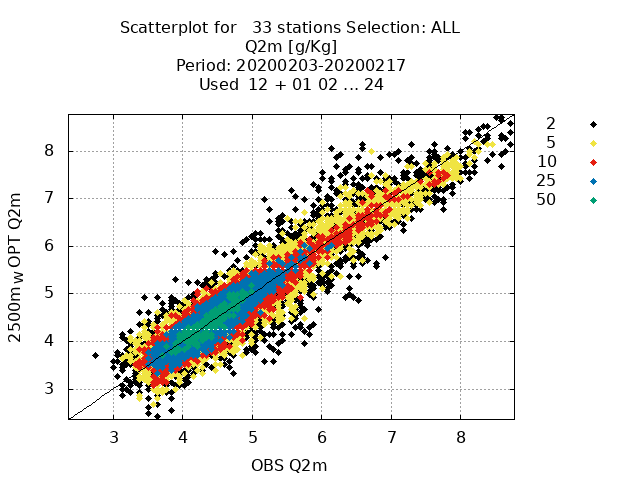 Scatterplot for   33 stations Selection: ALL
Q2m [g/Kg]
Period: 20200203-20200217
Used  12 + 01 02 ... 24
2
5
10
25
50
8
7
6
5
4
3
2500m w OPT Q2m
3 4 5 6 7 8
OBS Q2m